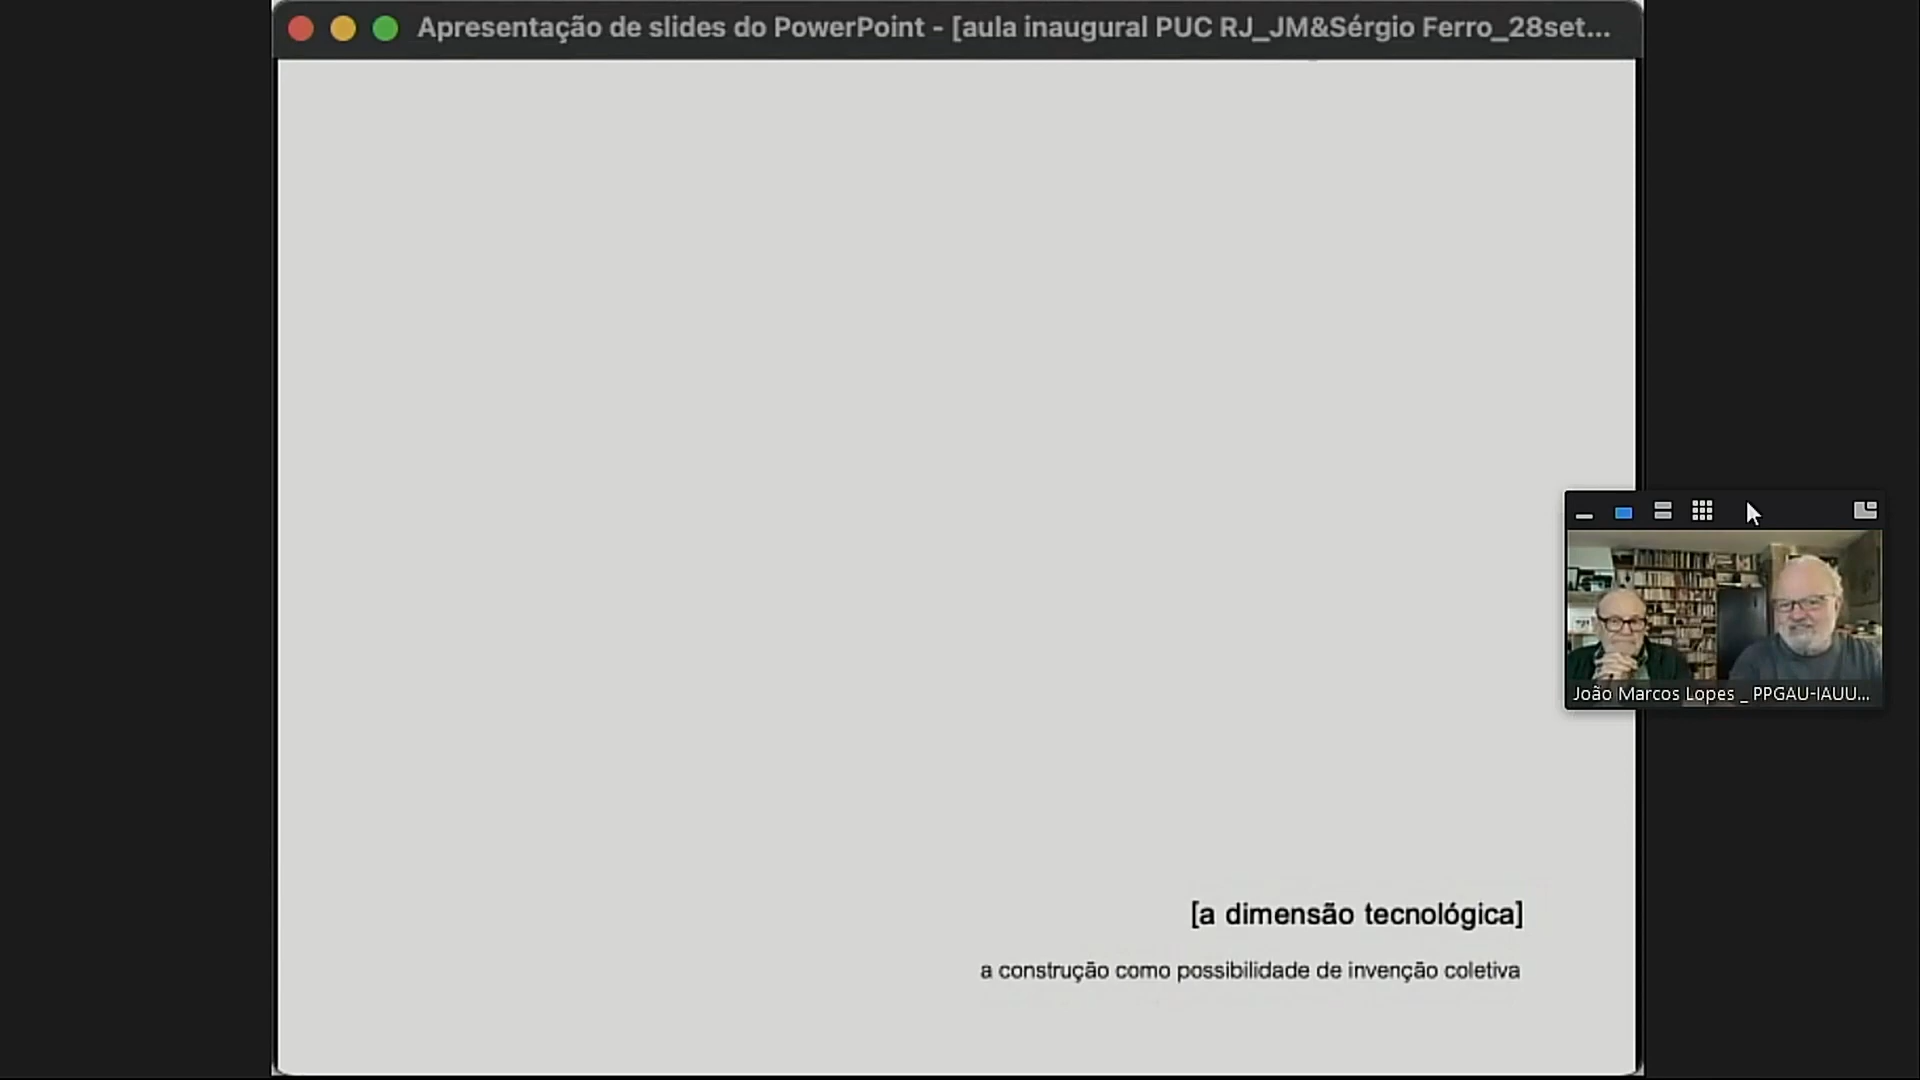 Apresentação de slides do PowerPoint - [aula inaugural PUC RJ_JM&Sérgio Ferro_28set...
João Marcos Lopes _ PPGAU-IAUU...
[a dimensão tecnológica]
a construção como possibilidade de invenção coletiva